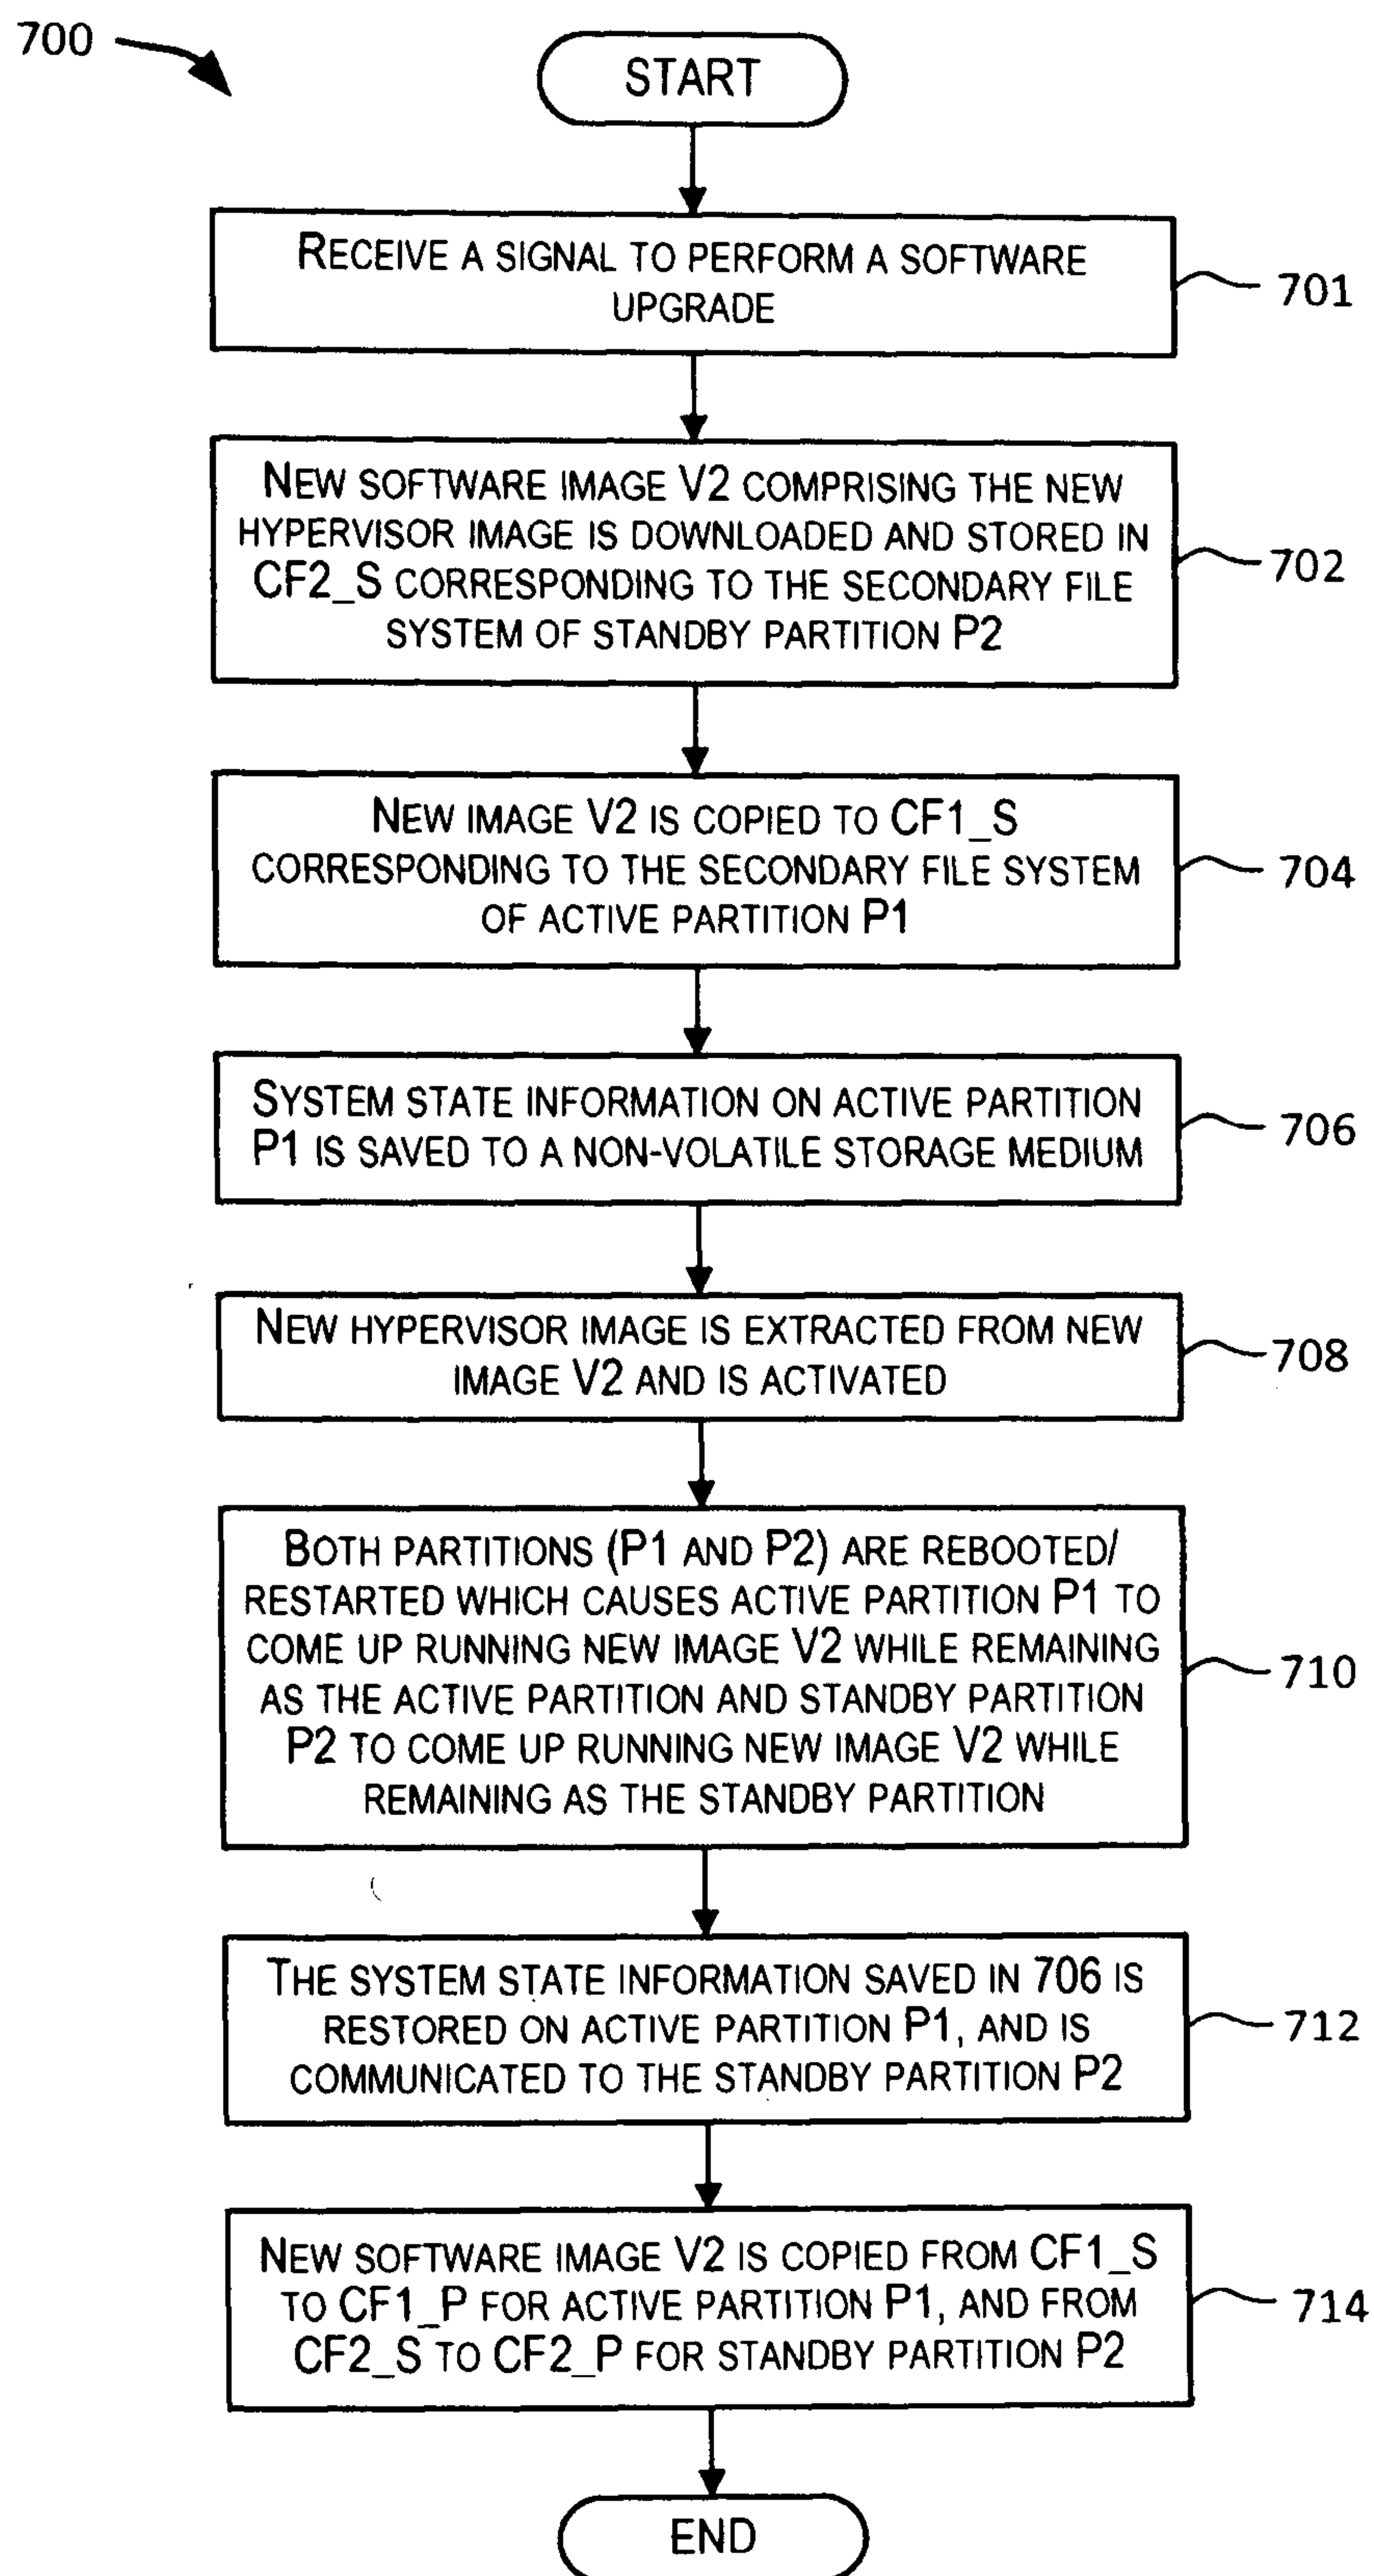 700
START
RECEIVE A SIGNAL TO PERFORM A SOFTWARE
UPGRADE
701
NEW SOFTWARE IMAGE V2 COMPRISING THE NEW
HYPERVISOR IMAGE IS DOWNLOADED AND STORED IN
CF2_S CORRESPONDING TO THE SECONDARY FILE
SYSTEM OF STANDBY PARTITION P2
702
NEW IMAGE V2 IS COPIED TO CF1_S
CORRESPONDING TO THE SECONDARY FILE SYSTEM
OF ACTIVE PARTITION P1
704
SYSTEM STATE INFORMATION ON ACTIVE PARTITION
P1 IS SAVED TO A NON-VOLATILE STORAGE MEDIUM
706
NEW HYPERVISOR IMAGE IS EXTRACTED FROM NEW
IMAGE V2 AND IS ACTIVATED
708
BOTH PARTITIONS (P1 AND P2) ARE REBOOTED/
RESTARTED WHICH CAUSES ACTIVE PARTITION P1 TO
COME UP RUNNING NEW IMAGE V2 WHILE REMAINING
AS THE ACTIVE PARTITION AND STANDBY PARTITION
P2 TO COME UP RUNNING NEW IMAGE V2 WHILE
REMAINING AS THE STANDBY PARTITION
710
THE SYSTEM STATE INFORMATION SAVED IN 706 IS
RESTORED ON ACTIVE PARTITION P1, AND IS
COMMUNICATED TO THE STANDBY PARTITION P2
712
NEW SOFTWARE IMAGE V2 IS COPIED FROM CF1_S
TO CF1_P FOR ACTIVE PARTITION P1, AND FROM
CF2_S TO CF2_P FOR STANDBY PARTITION P2
714
END